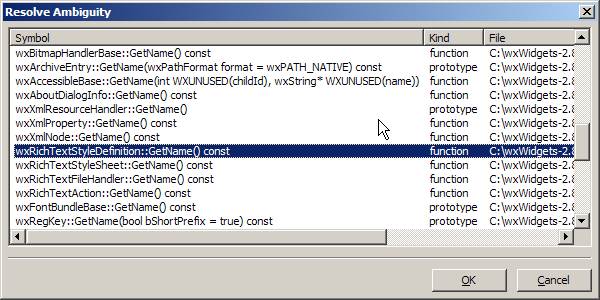 Resolve Ambiguity
Symbol Kind File
wxBitmapHandlerBase::GetName() const function C:\wxWidgets-2.8
wxArchiveEntry::GetName(wxPathFormat format = wxPATH_NATIVE) const prototype C:\wxWidgets-2.8
wxAccessibleBase::GetName(int WXUNUSED(childId), wxString* WXUNUSED(name)) function C:\wxWidgets-2.8
wxAboutDialogInfo::GetName() const function C:\wxWidgets-2.8
wxXmlResourceHandler::GetName() prototype C:\wxWidgets-2.8
wxXmlProperty::GetName() const function C:\wxWidgets-2.8
wxXmlNode::GetName() const function C:\wxWidgets-2.8
wxRichTextStyleDefinition::GetName() const function C:\wxWidgets-2.8
wxRichTextStyleSheet::GetName() const function C:\wxWidgets-2.8
wxRichTextFileHandler::GetName() const function C:\wxWidgets-2.8
wxRichTextAction::GetName() const function C:\wxWidgets-2.8
wxFontBundleBase::GetName() const prototype C:\wxWidgets-2.8
wxRegKey::GetName(bool bShortPrefix = true) const prototype C:\wxWidgets-2.8
OK Cancel